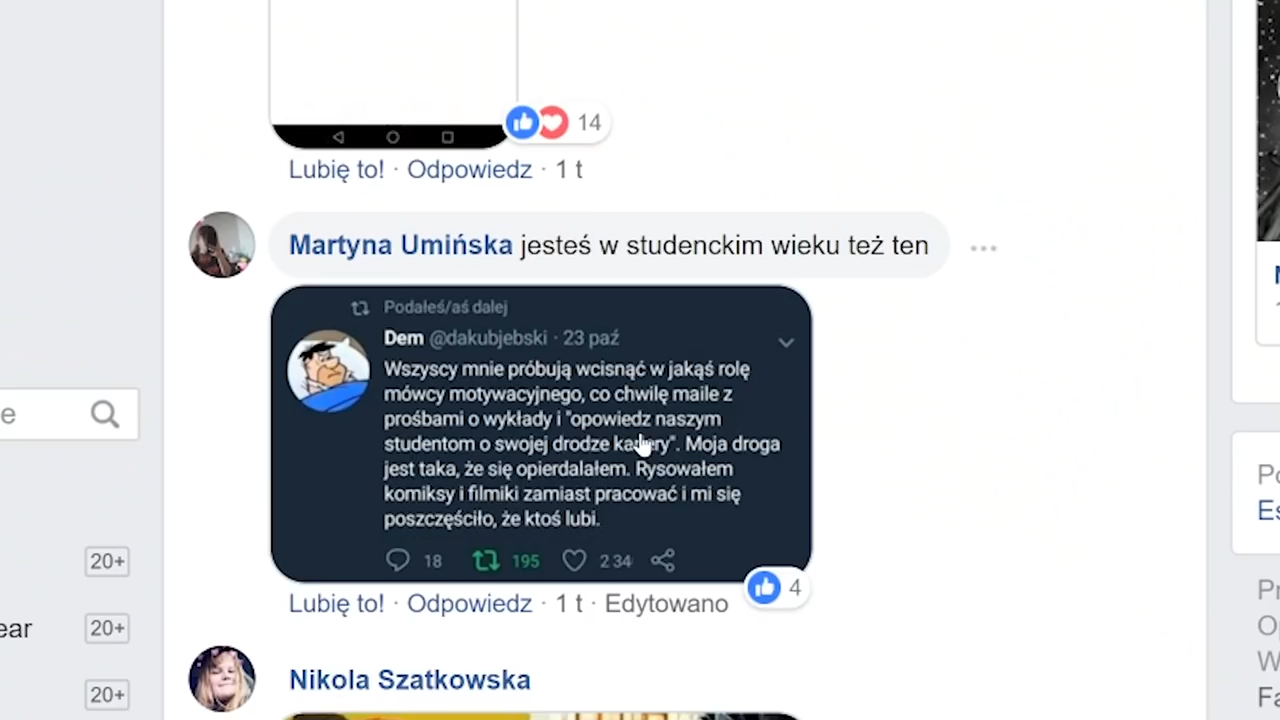 14
Lubię to! · Odpowiedz · 1 t
Martyna Umińska jesteś w studenckim wieku też ten
Podałeś/aś dalej
Dem @dakubjebski · 23 paź
Wszyscy mnie próbują wcisnąć w jakąś rolę
mówcy motywacyjnego, co chwilę maile z
prośbami o wykłady i "opowiedz naszym
studentom o swojej drodze kariery". Moja droga
jest taka, że się opierdalałem. Rysowałem
komiksy i filmiki zamiast pracować i mi się
poszczęściło, że ktoś lubi.
18 195 2 34
4
Lubię to! · Odpowiedz · 1 t · Edytowano
Nikola Szatkowska
e
20+
ear 20+
20+